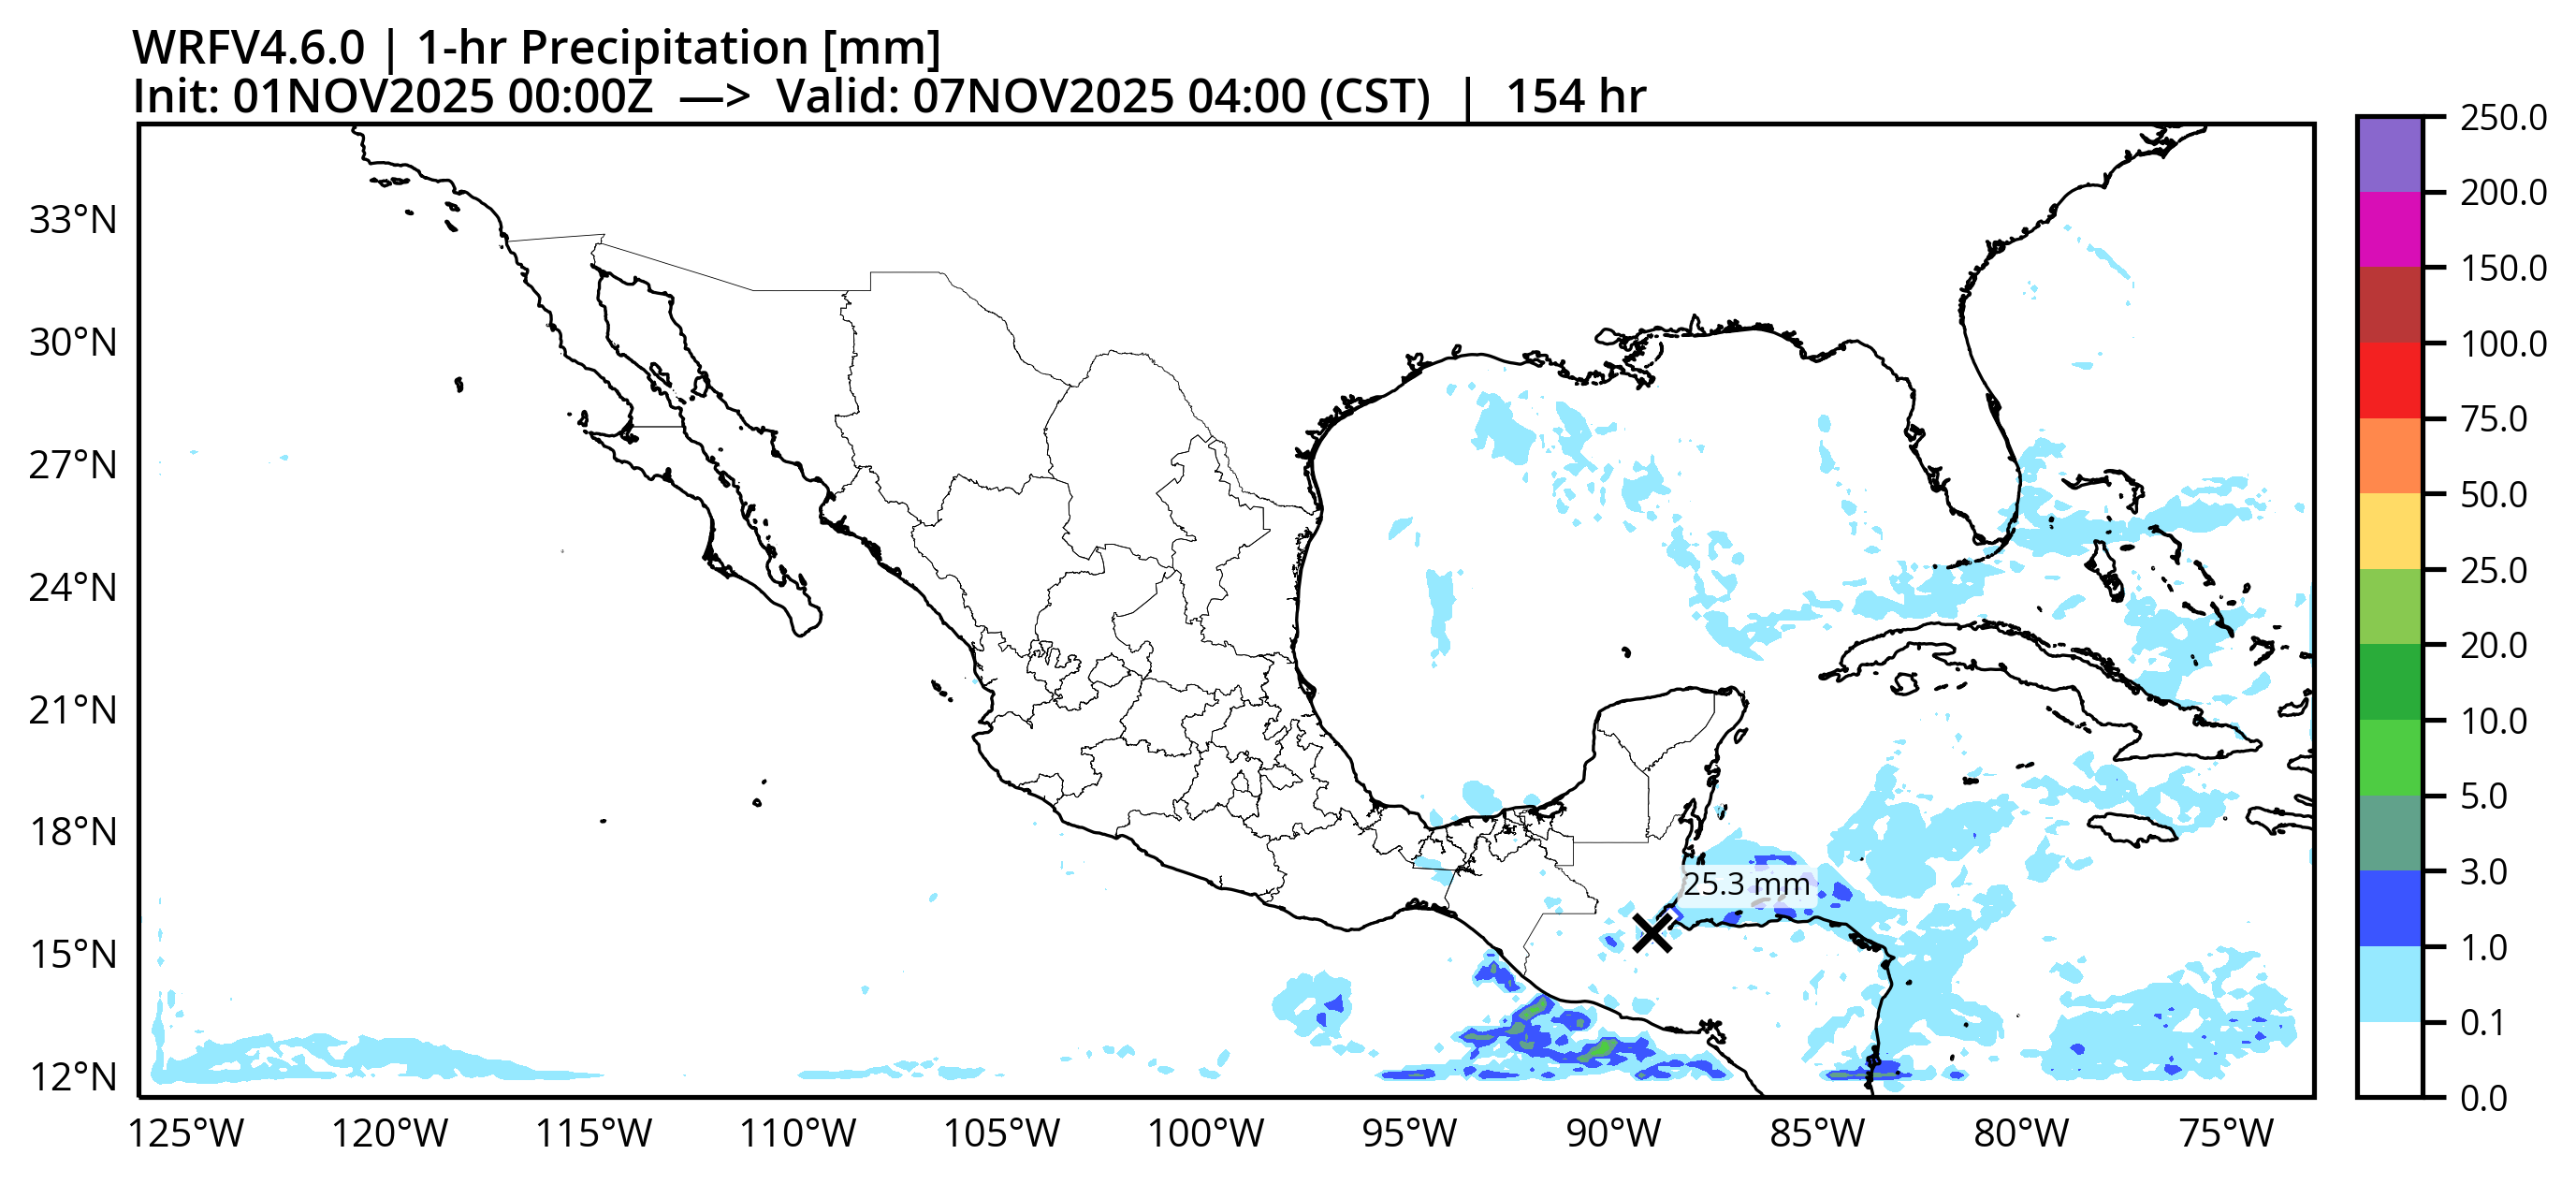 WRFV4.6.0 | 1-hr Precipitation [mm]
Init: 01NOV2025 00:00Z —> Valid: 07NOV2025 04:00 (CST) | 154 hr
33°N
30°N
27°N
24°N
21°N
18°N
15°N
12°N
25.3 mm
125°W 120°W 115°W 110°W 105°W 100°W 95°W 90°W 85°W 80°W 75°W
250.0
200.0
150.0
100.0
75.0
50.0
25.0
20.0
10.0
5.0
3.0
1.0
0.1
0.0